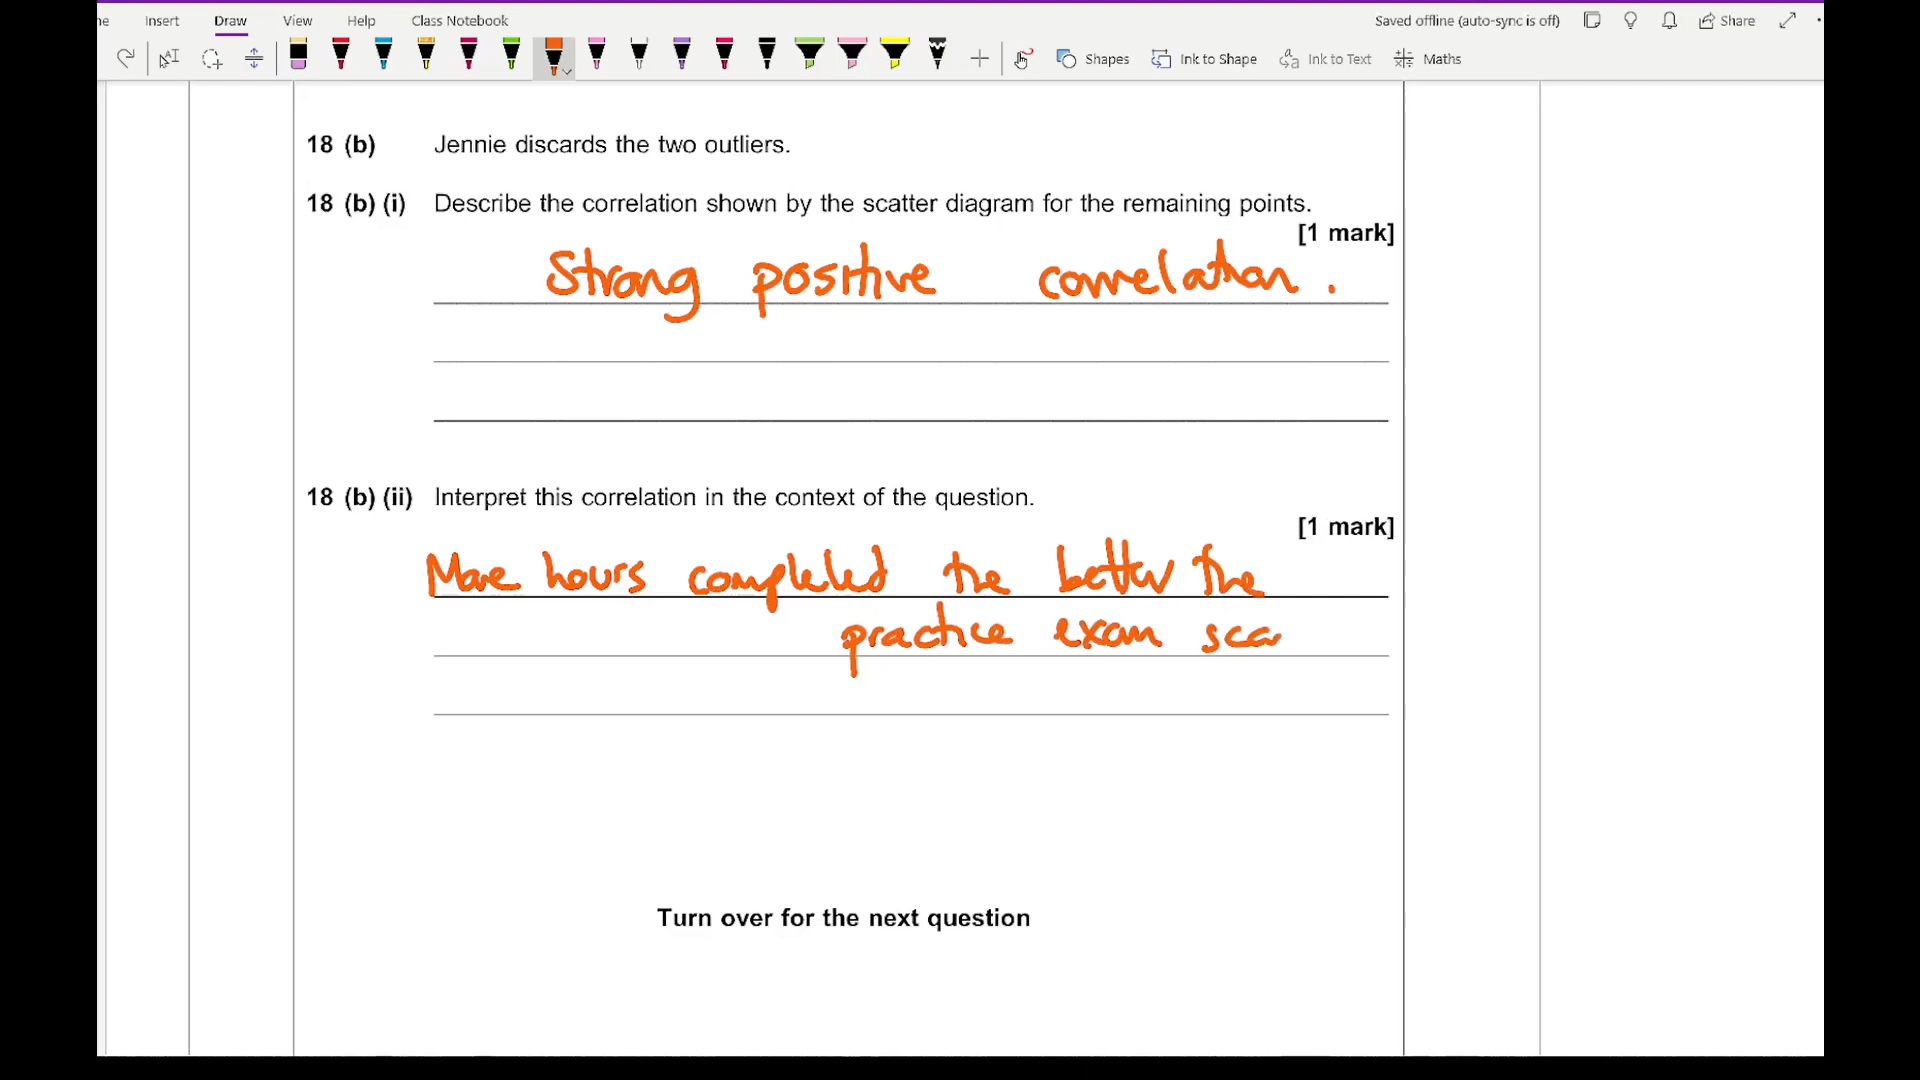 Insert Draw View Help Class Notebook Saved offline (auto-sync is off) Share
Shapes Ink to Shape Ink to Text Maths
18 (b) Jennie discards the two outliers.
18 (b) (i) Describe the correlation shown by the scatter diagram for the remaining points.
[1 mark]
Strong positive correlation.
18 (b) (ii) Interpret this correlation in the context of the question.
[1 mark]
More hours completed the better the
practice exam sco
Turn over for the next question